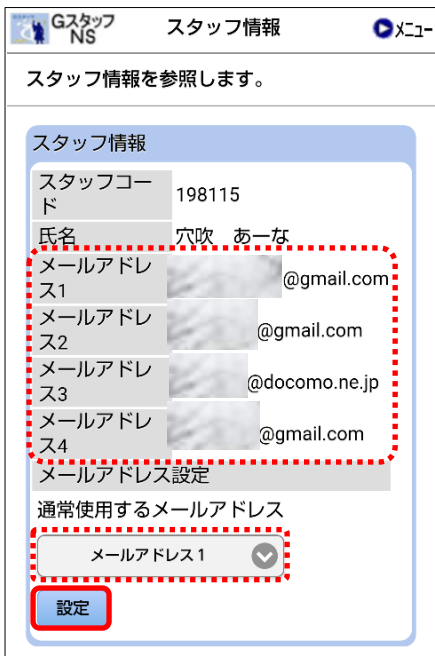 Gスタッフ
NS
スタッフ情報
メニュー
スタッフ情報を参照します。
スタッフ情報
スタッフコー
ド
198115
氏名
穴吹 あーな
メールアドレ
ス1
@gmail.com
メールアドレ
ス2
@gmail.com
メールアドレ
ス3
@docomo.ne.jp
メールアドレ
ス4
@gmail.com
メールアドレス設定
通常使用するメールアドレス
メールアドレス1
設定